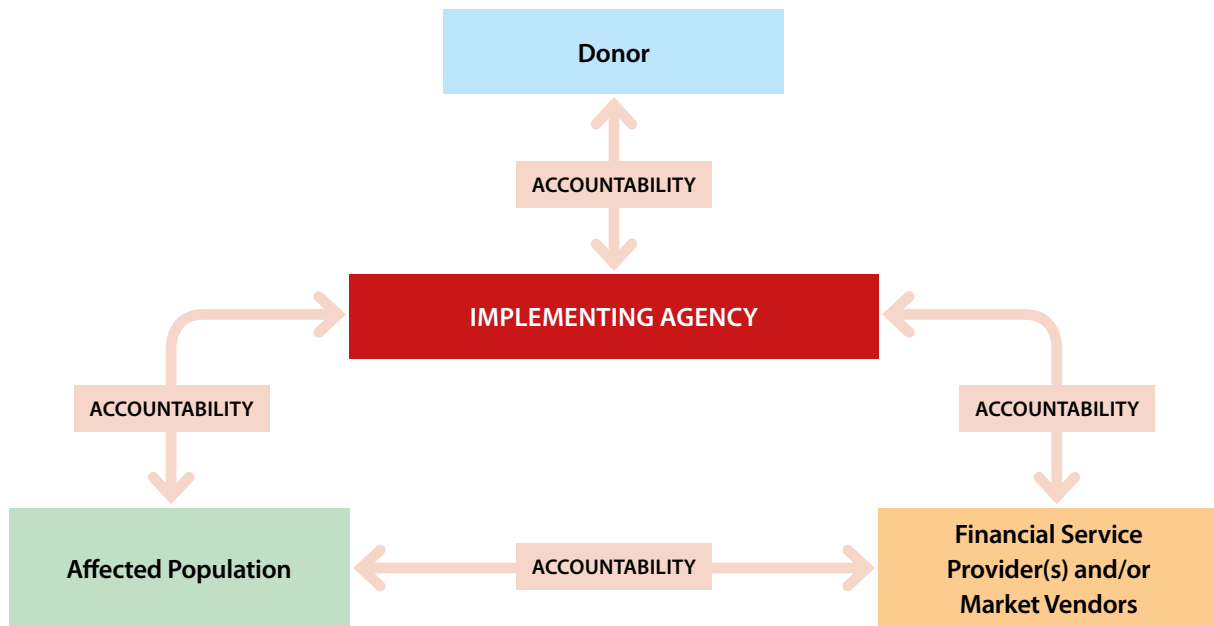 Donor
ACCOUNTABILITY
IMPLEMENTING AGENCY
ACCOUNTABILITY
ACCOUNTABILITY
Affected Population
ACCOUNTABILITY
Financial Service
Provider(s) and/or
Market Vendors